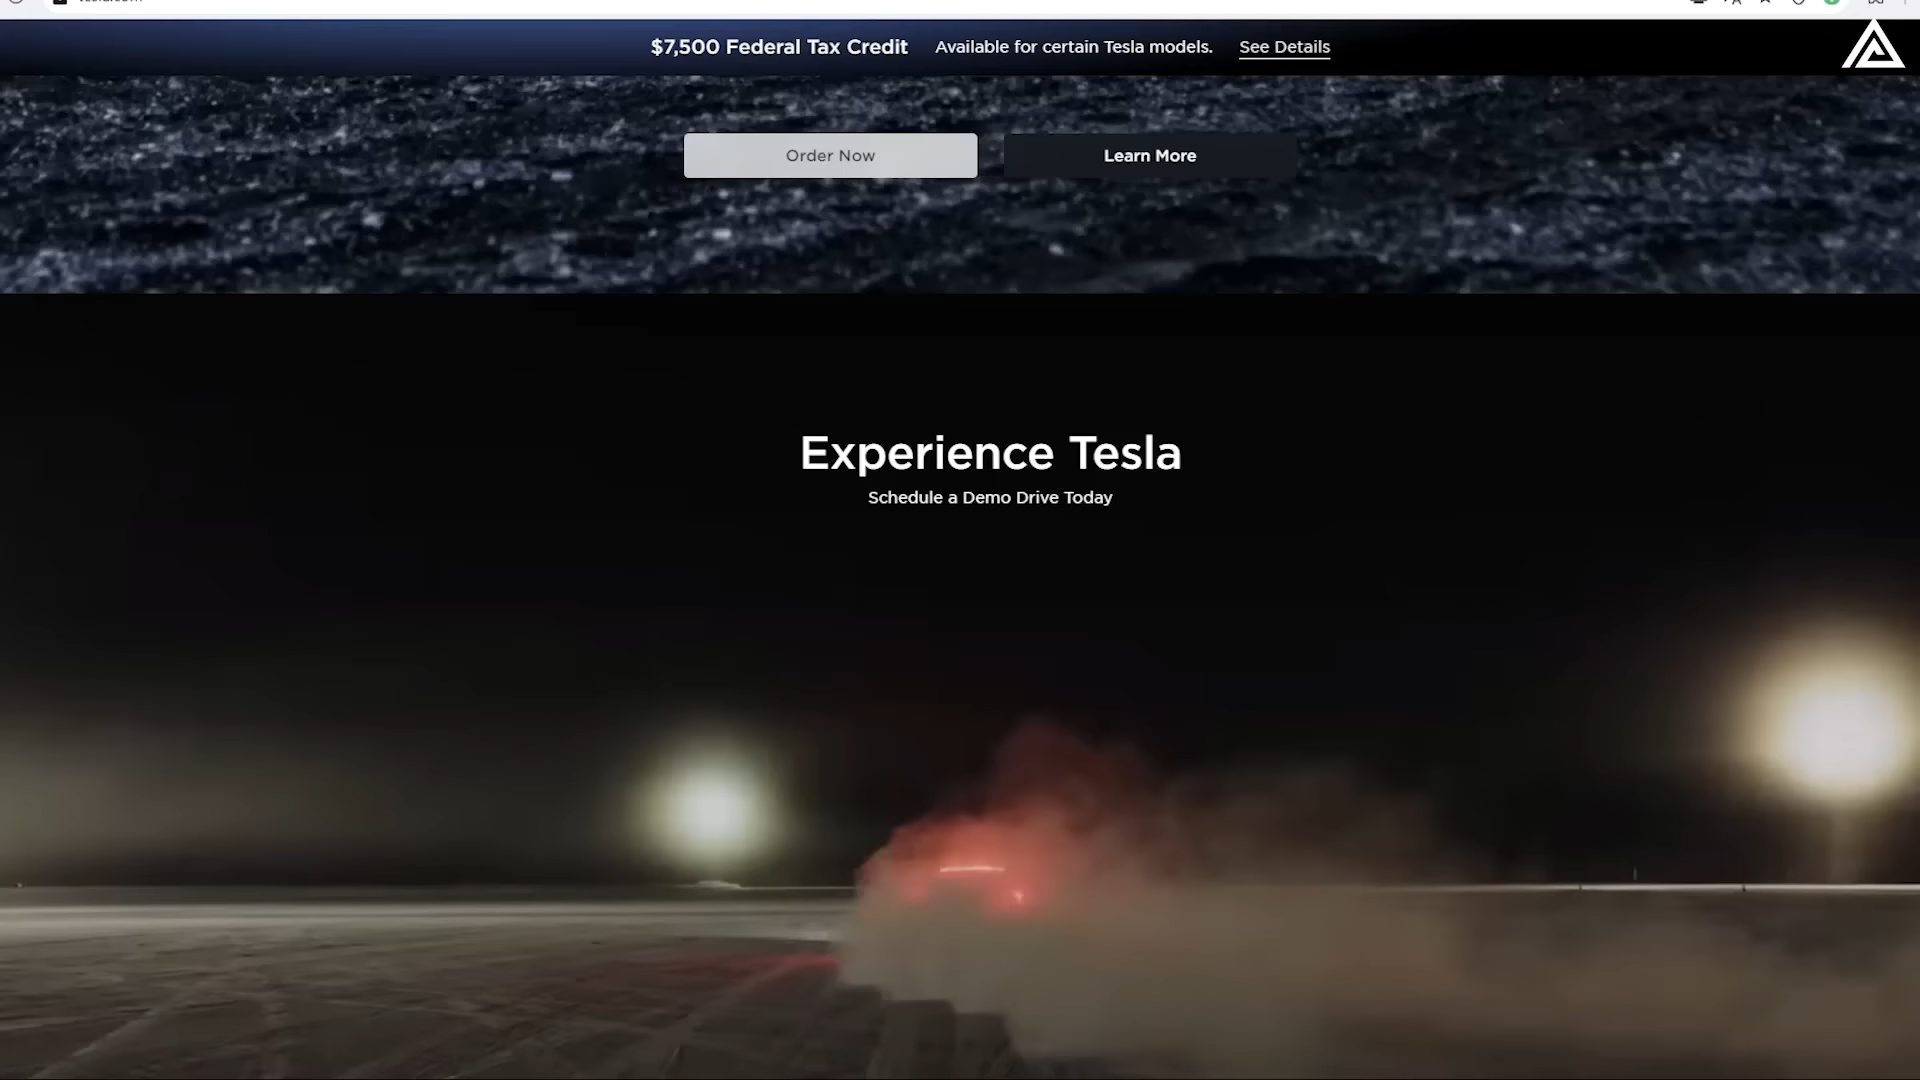 $7,500 Federal Tax Credit Available for certain Tesla models. See Details
Order Now Learn More
Experience Tesla
Schedule a Demo Drive Today